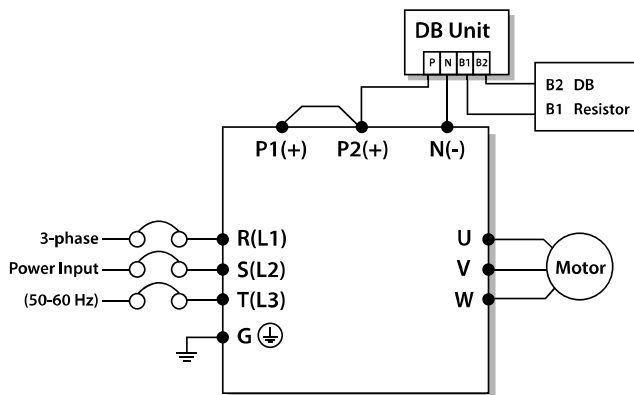 DB Unit
P N B1 B2
B2 DB
B1 Resistor
P1(+) P2(+) N(-)
3-phase R(L1) U
Power Input S(L2) V Motor
(50-60 Hz) T(L3) W
G